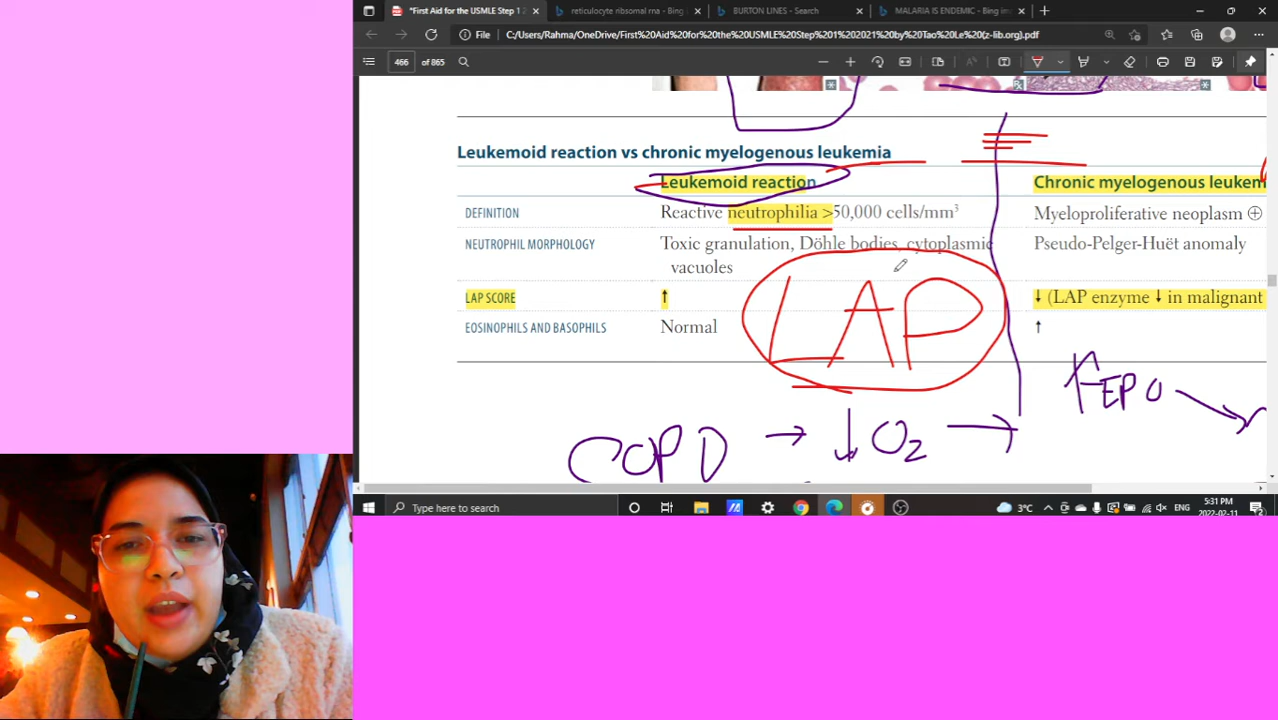 "First Aid for the USMLE Step 1 2
reticulocyte ribosomal rna - Bing i
BURTON LINES - Search
MALARIA IS ENDEMIC - Bing im
File
C:/Users/Rahma/OneDrive/First%20Aid%20for%20the%20USMLE%20Step%201%202021%20by%20Tao%20Le%20(z-lib.org).pdf
466 of 865
Leukemoid reaction vs chronic myelogenous leukemia
Leukemoid reaction
Chronic myelogenous leukem
DEFINITION
Reactive neutrophilia >50,000 cells/mm³
Myeloproliferative neoplasm ⊕
NEUTROPHIL MORPHOLOGY
Toxic granulation, Döhle bodies, cytoplasmic
vacuoles
Pseudo-Pelger-Huët anomaly
LAP SCORE
↑
↓ (LAP enzyme ↓ in malignant
EOSINOPHILS AND BASOPHILS
Normal
↑
LAP
COPD → ↓ O2 →
↑ EPO
Type here to search
3°C
ENG
5:31 PM
2022-02-11